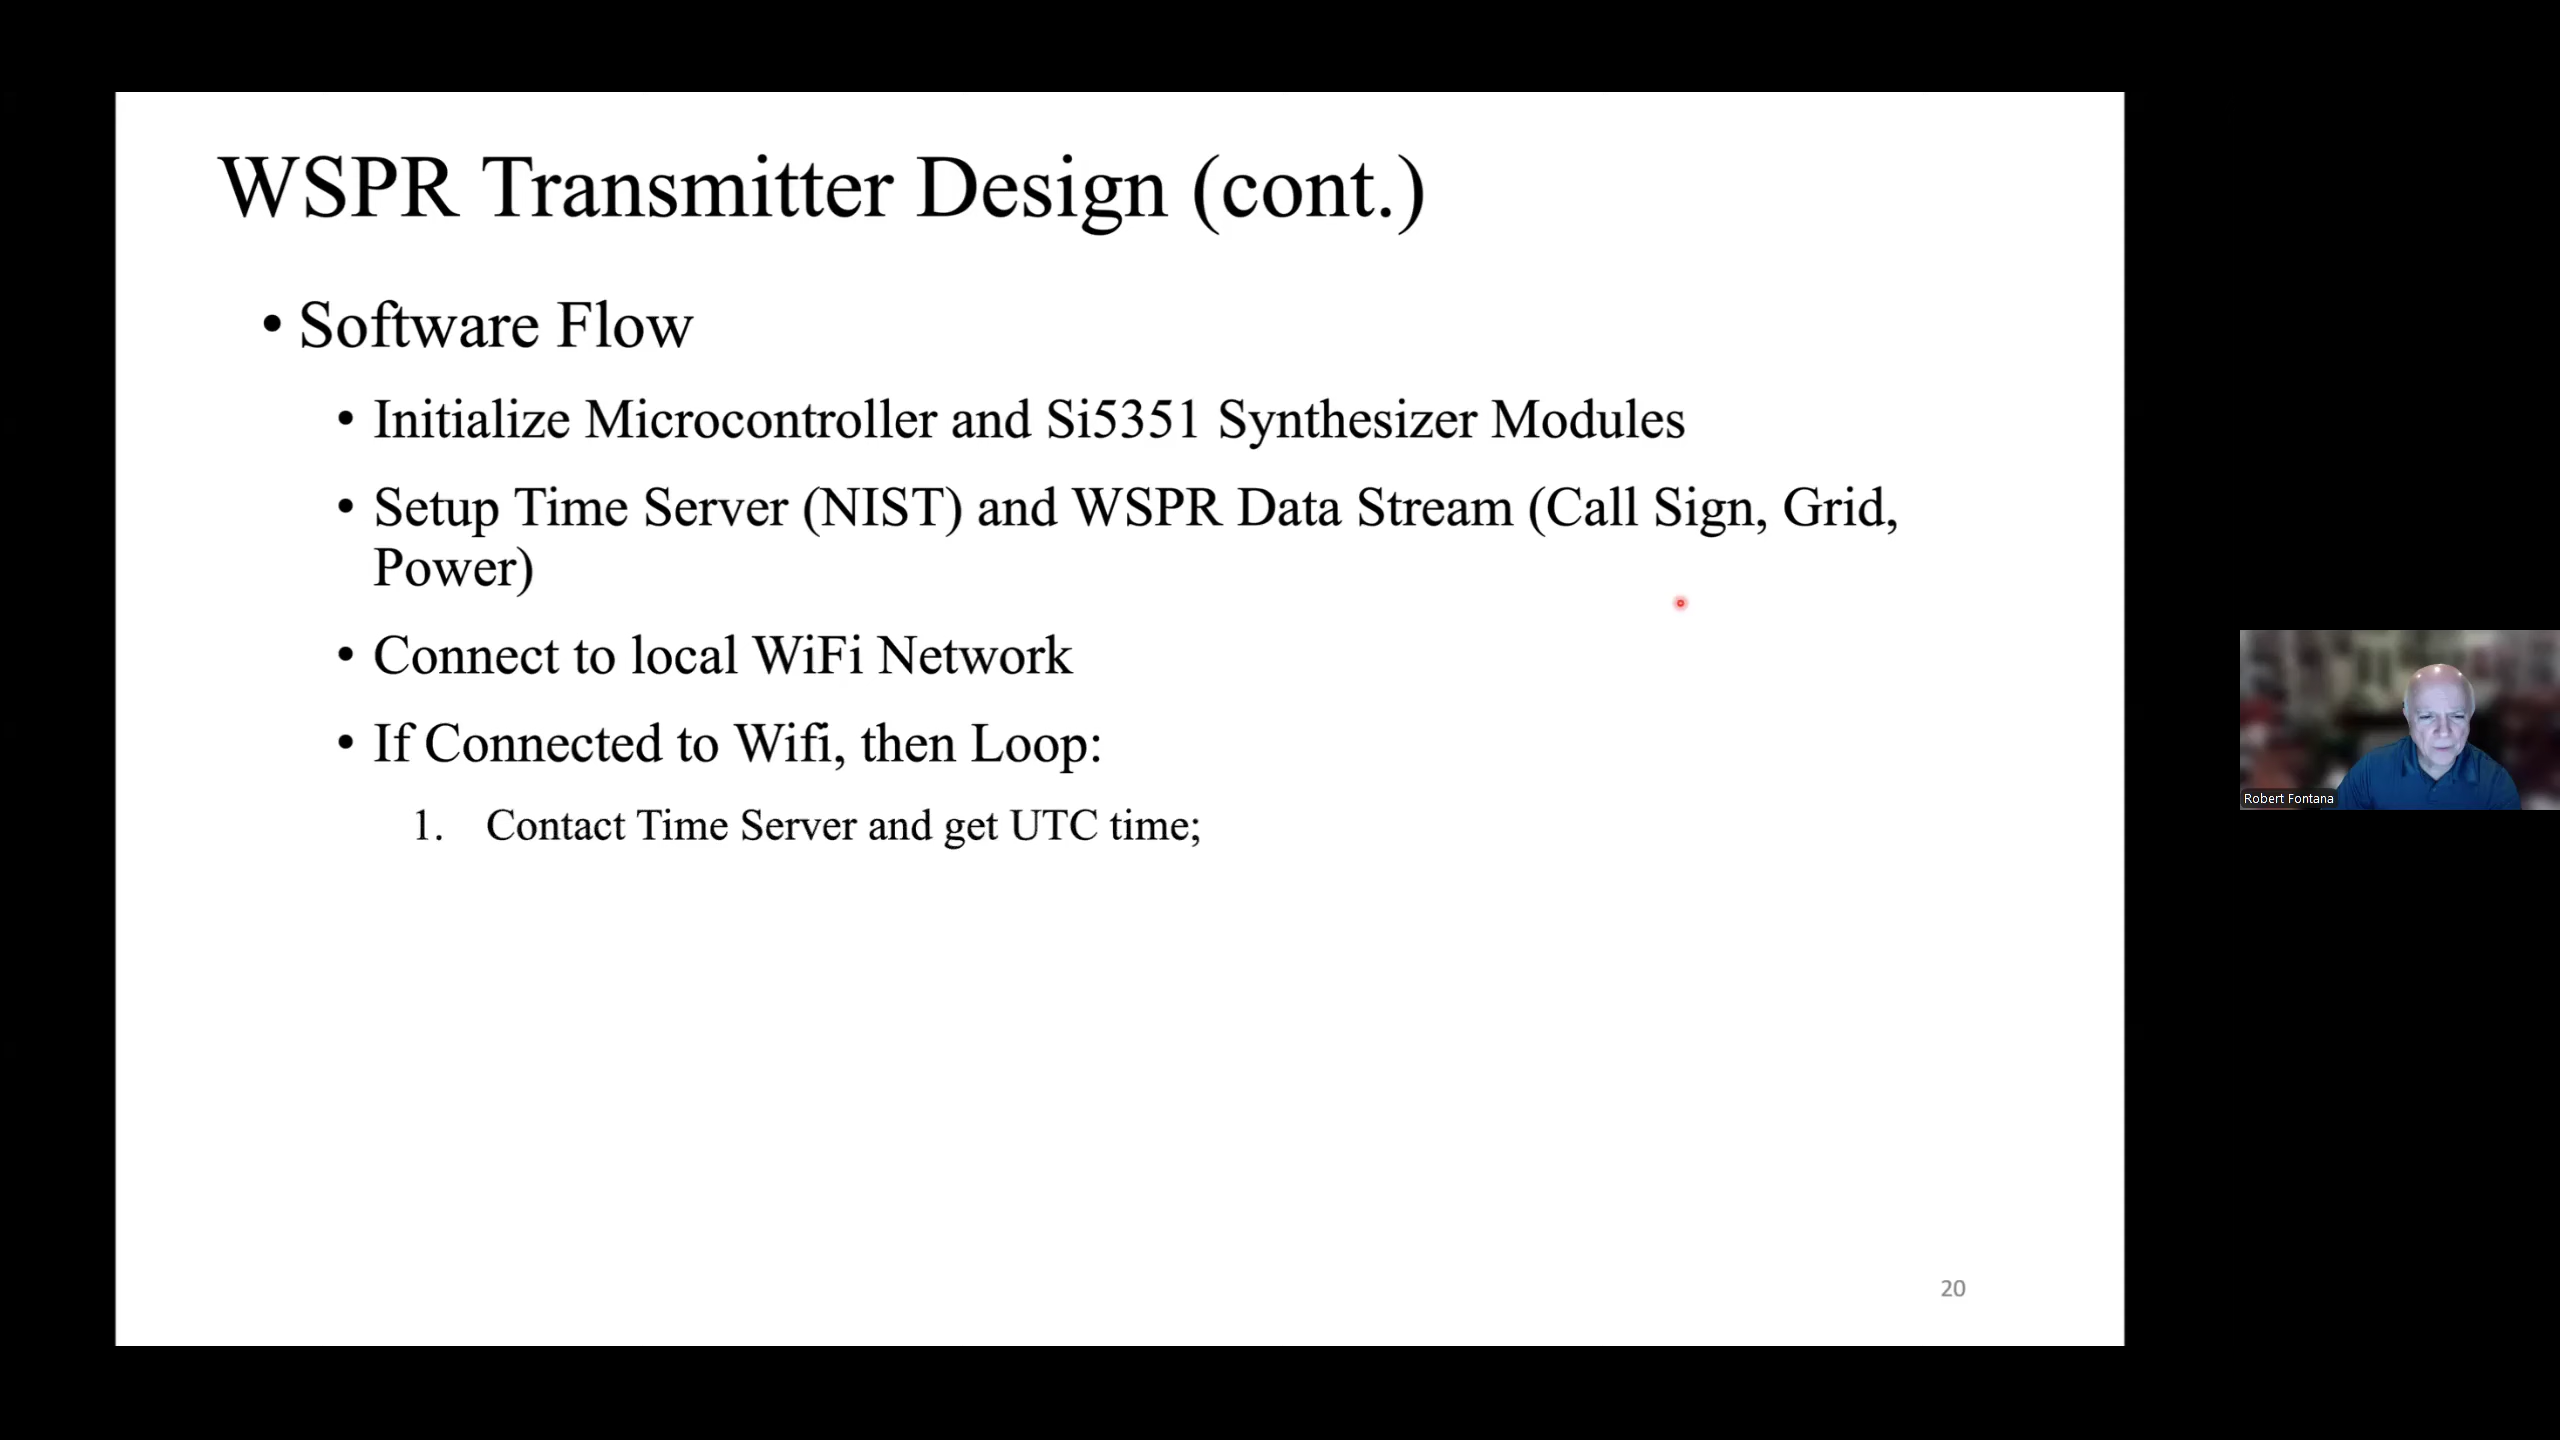 WSPR Transmitter Design (cont.)
• Software Flow
• Initialize Microcontroller and Si5351 Synthesizer Modules
• Setup Time Server (NIST) and WSPR Data Stream (Call Sign, Grid,
Power)
• Connect to local WiFi Network
• If Connected to Wifi, then Loop:
1. Contact Time Server and get UTC time;
20
Robert Fontana